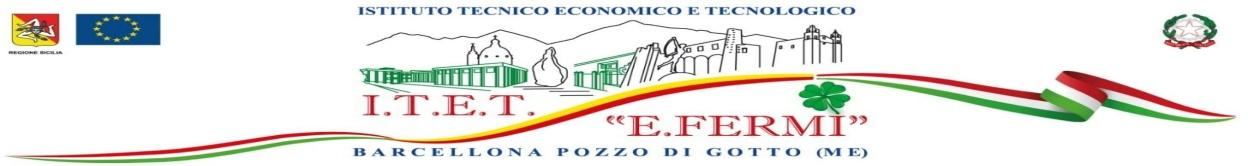 ISTITUTO TECNICO ECONOMICO E TECNOLOGICO
REGIONE SICILIA
I.T.E.T.
"E.FERMI"
BARCELLONA POZZO DI GOTTO (ME)